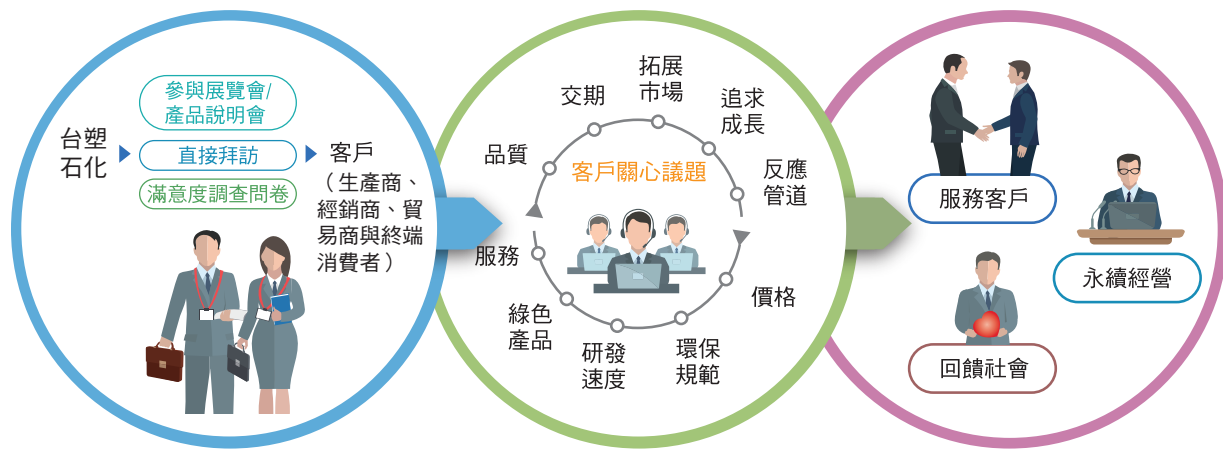 台塑
石化
參與展覽會/
產品說明會
直接拜訪
滿意度調查問卷
客戶
（生產商、
經銷商、貿
易商與終端
消費者）
客戶關心議題
品質
交期
拓展
市場
追求
成長
反應
管道
價格
環保
規範
研發
速度
綠色
產品
服務
服務客戶
永續經營
回饋社會